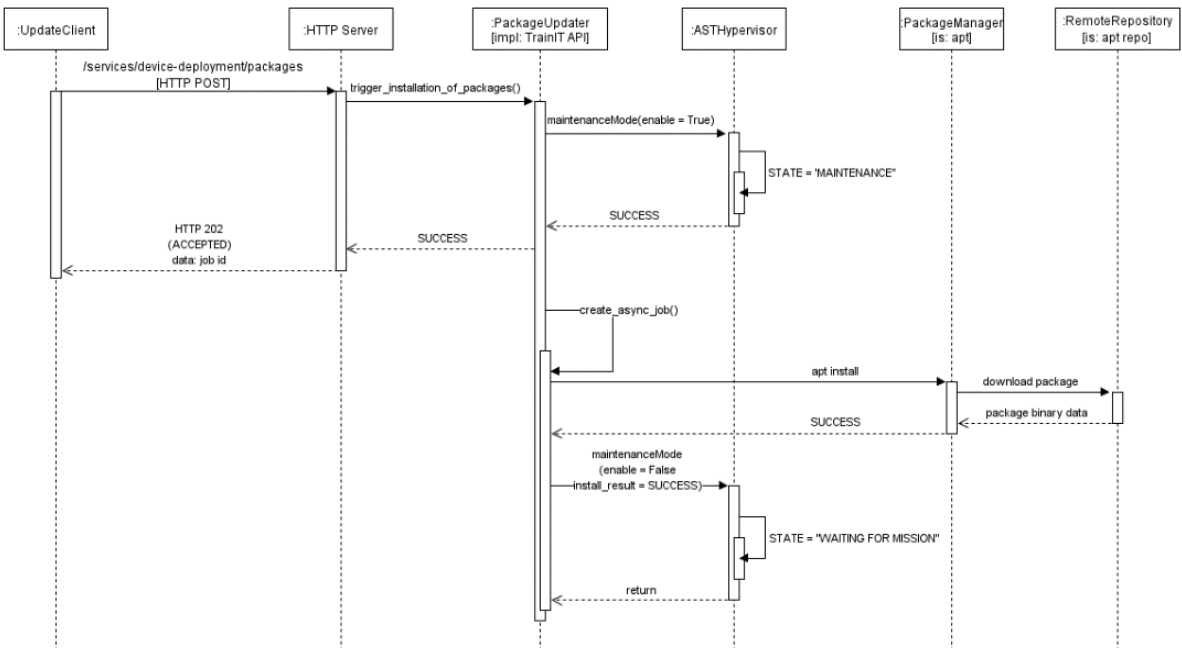 :UpdateClient
:HTTP Server
:PackageUpdater
[impl: TrainIT API]
:ASTHypervisor
:PackageManager
[is: apt]
:RemoteRepository
[is: apt repo]
/services/device-deployment/packages
[HTTP POST]
trigger_installation_of_packages()
maintenanceMode(enable = True)
STATE = 'MAINTENANCE"
SUCCESS
SUCCESS
HTTP 202
(ACCEPTED)
data: job id
create_async_job()
apt install
download package
package binary data
SUCCESS
maintenanceMode
(enable = False
install_result = SUCCESS)
STATE = "WAITING FOR MISSION"
return